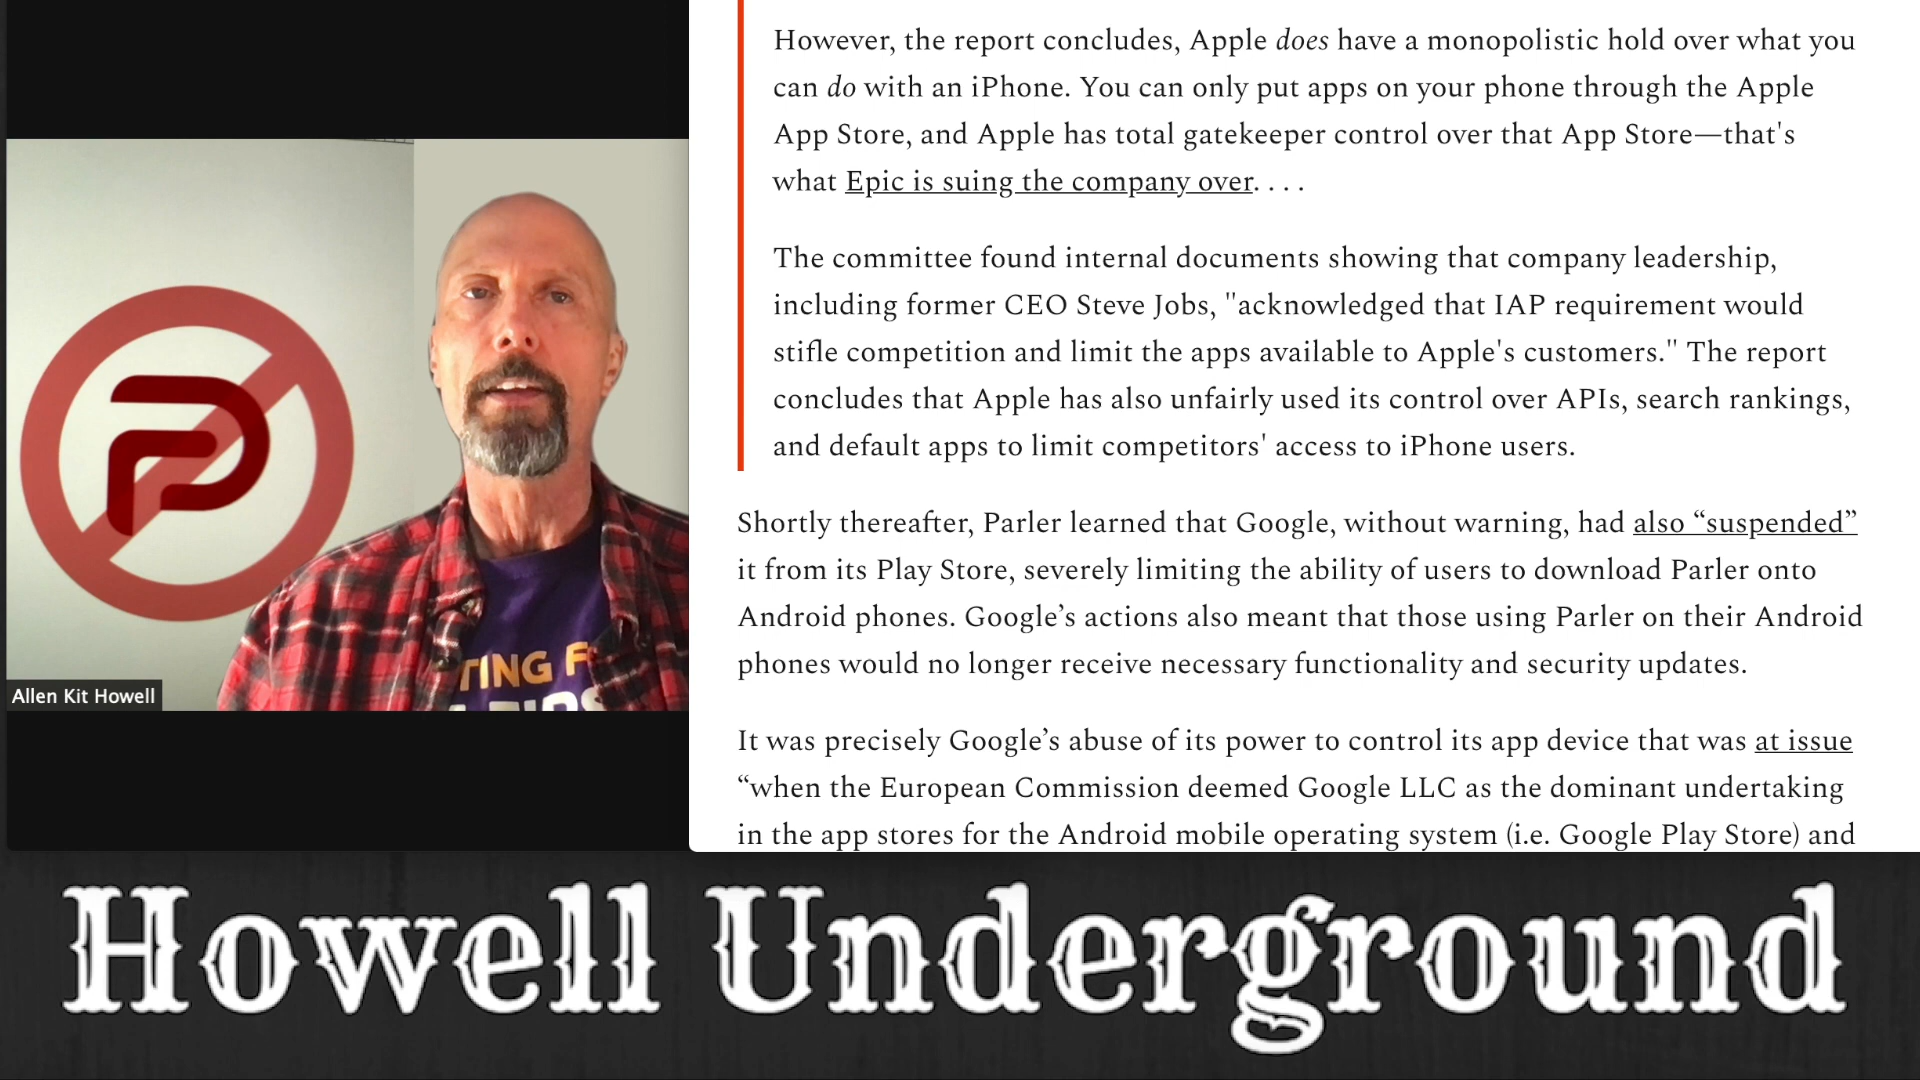 However, the report concludes, Apple does have a monopolistic hold over what you
can do with an iPhone. You can only put apps on your phone through the Apple
App Store, and Apple has total gatekeeper control over that App Store—that's
what Epic is suing the company over. . . .
The committee found internal documents showing that company leadership,
including former CEO Steve Jobs, "acknowledged that IAP requirement would
stifle competition and limit the apps available to Apple's customers." The report
concludes that Apple has also unfairly used its control over APIs, search rankings,
and default apps to limit competitors' access to iPhone users.
Shortly thereafter, Parler learned that Google, without warning, had also “suspended”
it from its Play Store, severely limiting the ability of users to download Parler onto
Android phones. Google’s actions also meant that those using Parler on their Android
phones would no longer receive necessary functionality and security updates.
It was precisely Google’s abuse of its power to control its app device that was at issue
“when the European Commission deemed Google LLC as the dominant undertaking
in the app stores for the Android mobile operating system (i.e. Google Play Store) and
P
TING F
Allen Kit Howell
Howell Underground